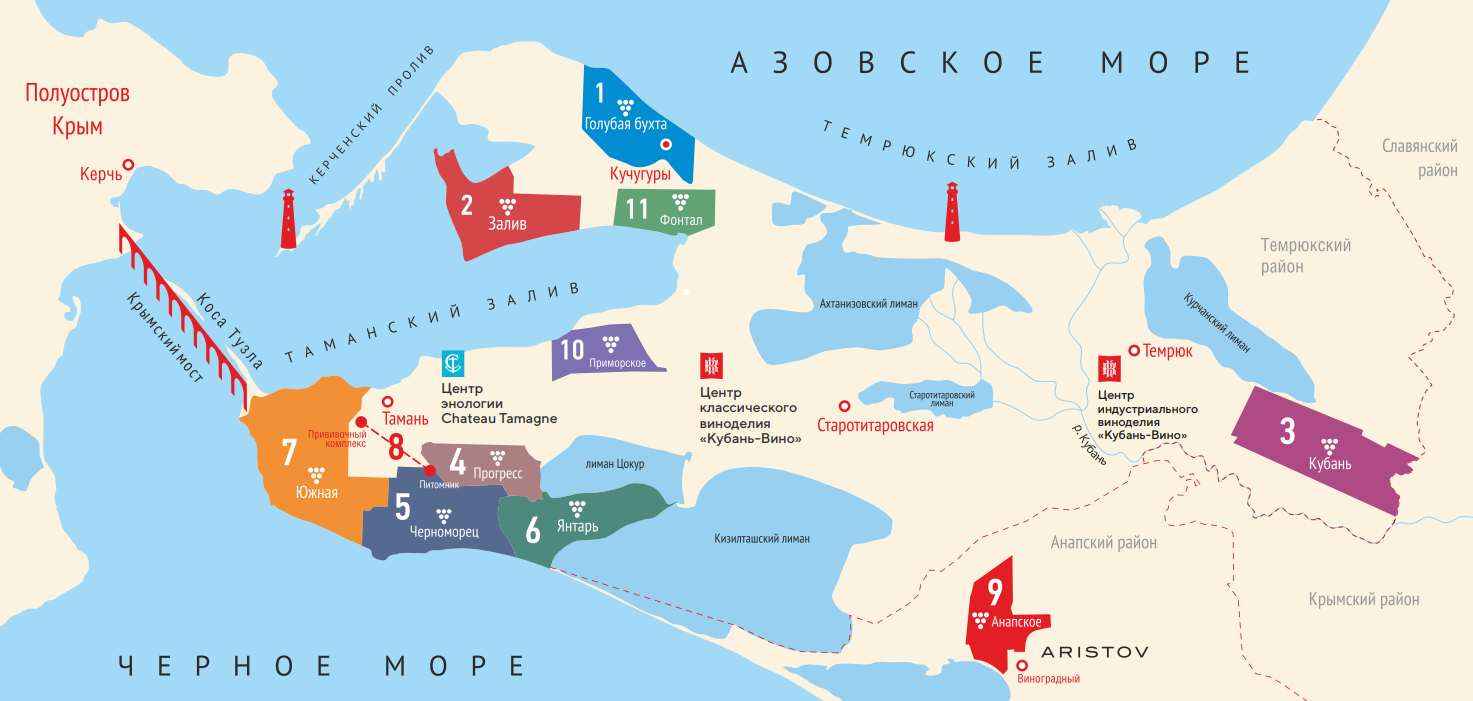 АЗОВСКОЕ МОРЕ
КЕРЧЕНСКИЙ ПРОЛИВ
Полуостров
Крым
Керчь
1
Голубая бухта
Кучугуры
ТЕМРЮКСКИЙ ЗАЛИВ
Славянский
район
2
Залив
11
Фонтал
Темрюкский
район
Коса Тузла
Крымский мост
ТАМАНСКИЙ ЗАЛИВ
Ахтанизовский лиман
Курчанский лиман
10
Приморское
Центр
энологии
Chateau Tamagne
Центр
классического
виноделия
«Кубань-Вино»
Старотитаровский
лиман
Старотитаровская
Темрюк
Центр
индустриального
виноделия
«Кубань-Вино»
р. Кубань
3
Кубань
Тамань
Прививочный
комплекс
8
7
Южная
4
Прогресс
Питомник
5
Черноморец
6
Янтарь
лиман Цокур
Кизилташский лиман
Анапский район
Крымский район
9
Анапское
ARISTOV
Виноградный
ЧЕРНОЕ МОРЕ